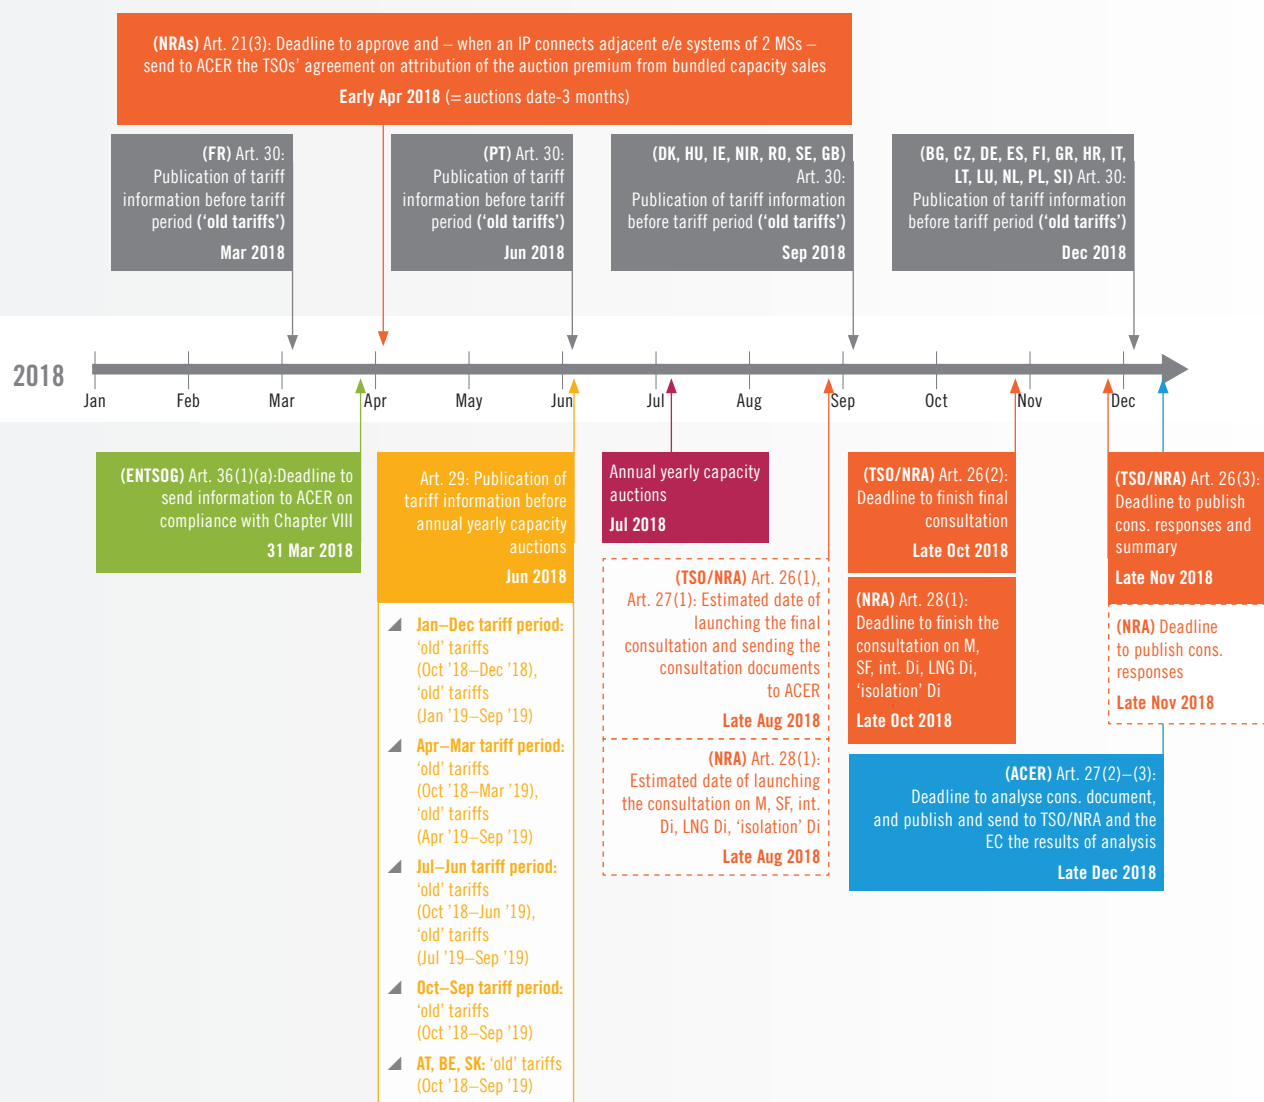 (NRAs) Art. 21(3): Deadline to approve and – when an IP connects adjacent e/e systems of 2 MSs –
send to ACER the TSOs’ agreement on attribution of the auction premium from bundled capacity sales
Early Apr 2018 (= auctions date-3 months)
(FR) Art. 30:
Publication of tariff
information before tariff
period (‘old tariffs’)
Mar 2018
(PT) Art. 30:
Publication of tariff
information before tariff
period (‘old tariffs’)
Jun 2018
(DK, HU, IE, NIR, RO, SE, GB)
Art. 30:
Publication of tariff information
before tariff period (‘old tariffs’)
Sep 2018
(BG, CZ, DE, ES, FI, GR, HR, IT,
LT, LU, NL, PL, SI) Art. 30:
Publication of tariff information
before tariff period (‘old tariffs’)
Dec 2018
2018
Jan Feb Mar Apr May Jun Jul Aug Sep Oct Nov Dec
(ENTSOG) Art. 36(1)(a):Deadline to
send information to ACER on
compliance with Chapter VIII
31 Mar 2018
Art. 29: Publication of
tariff information before
annual yearly capacity
auctions
Jun 2018
Jan–Dec tariff period:
‘old’ tariffs
(Oct ’18–Dec ’18),
‘old’ tariffs
(Jan ’19–Sep ’19)
Apr–Mar tariff period:
‘old’ tariffs
(Oct ’18–Mar ’19),
‘old’ tariffs
(Apr ’19–Sep ’19)
Jul–Jun tariff period:
‘old’ tariffs
(Oct ’18–Jun ’19),
‘old’ tariffs
(Jul ’19–Sep ’19)
Oct–Sep tariff period:
‘old’ tariffs
(Oct ’18–Sep ’19)
AT, BE, SK: ‘old’ tariffs
(Oct ’18–Sep ’19)
Annual yearly capacity
auctions
Jul 2018
(TSO/NRA) Art. 26(1),
Art. 27(1): Estimated date of
launching the final
consultation and sending the
consultation documents
to ACER
Late Aug 2018
(NRA) Art. 28(1):
Estimated date of launching
the consultation on M, SF, int.
Di, LNG Di, ‘isolation’ Di
Late Aug 2018
(TSO/NRA) Art. 26(2):
Deadline to finish final
consultation
Late Oct 2018
(NRA) Art. 28(1):
Deadline to finish the
consultation on M,
SF, int. Di, LNG Di,
‘isolation’ Di
Late Oct 2018
(TSO/NRA) Art. 26(3):
Deadline to publish
cons. responses and
summary
Late Nov 2018
(NRA) Deadline
to publish cons.
responses
Late Nov 2018
(ACER) Art. 27(2)–(3):
Deadline to analyse cons. document,
and publish and send to TSO/NRA and the
EC the results of analysis
Late Dec 2018